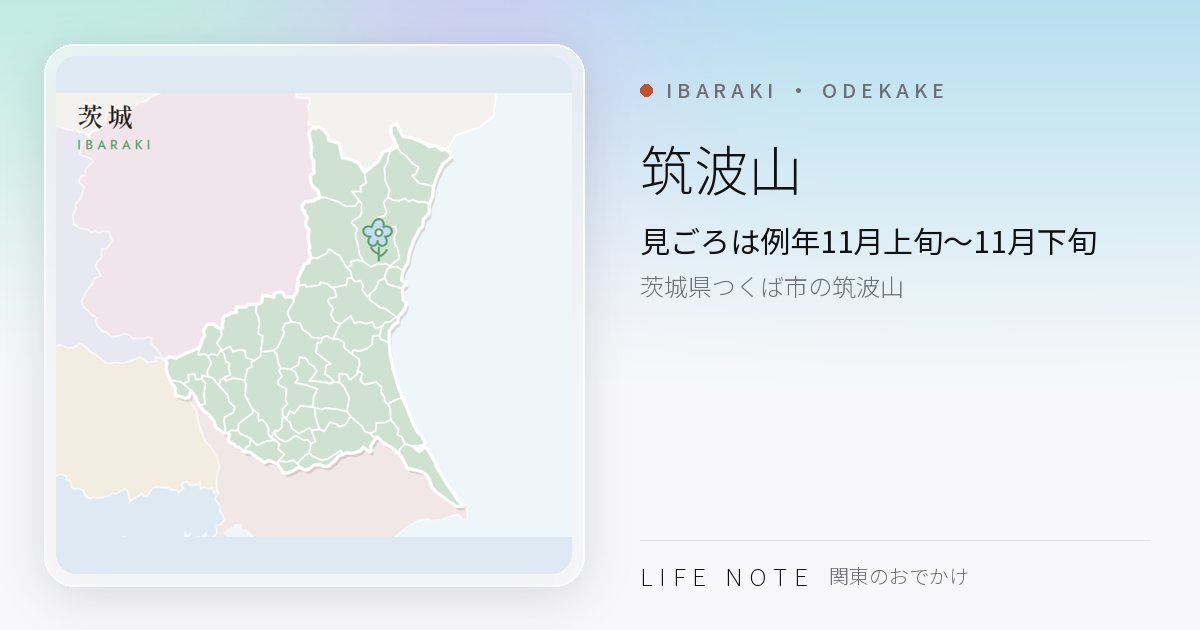 茨城
IBARAKI
IBARAKI • ODEKAKE
筑波山
見ごろは例年11月上旬〜11月下旬
茨城県つくば市の筑波山
LIFE NOTE 関東のおでかけ